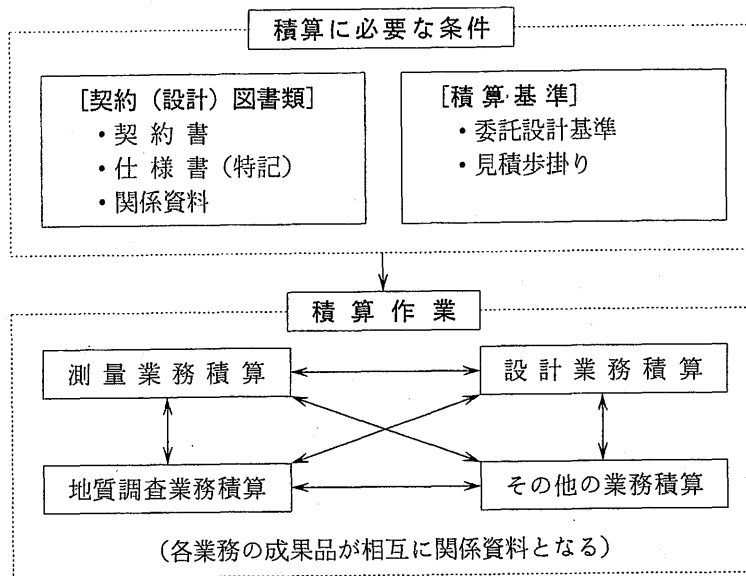 積算に必要な条件
[契約（設計）図書類]
・契約書
・仕様書（特記）
・関係資料
[積算基準]
・委託設計基準
・見積歩掛り
積算作業
測量業務積算
設計業務積算
地質調査業務積算
その他の業務積算
（各業務の成果品が相互に関係資料となる）